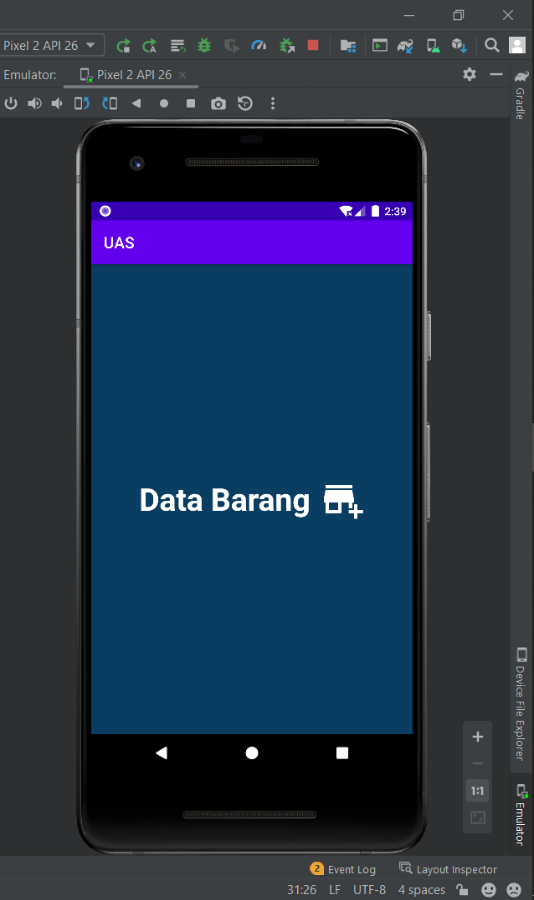 Pixel 2 API 26
Emulator:
Pixel 2 API 26
Gradle
2:39
UAS
Data Barang
Device File Explorer
1:1
Emulator
2
Event Log
Layout Inspector
31:26
LF
UTF-8
4 spaces